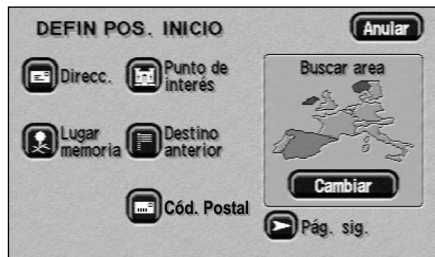 DEFIN POS. INICIO
Anular
Direcc.
Punto de
interés
Buscar area
Lugar
memoria
Destino
anterior
Cambiar
Cód. Postal
Pág. sig.